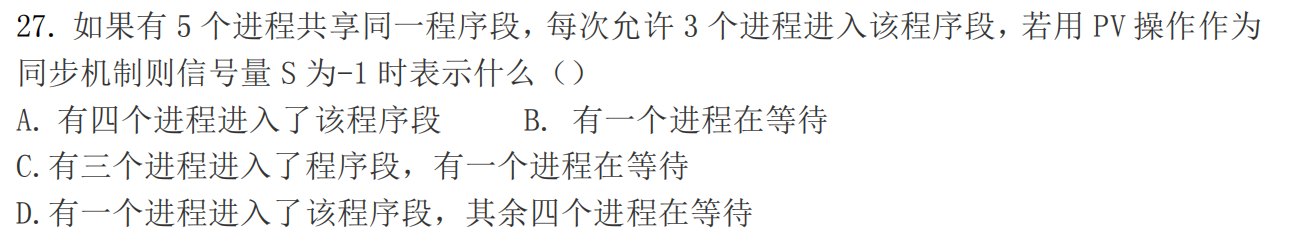 27. 如果有 5 个进程共享同一程序段，每次允许 3 个进程进入该程序段，若用 PV 操作作为
同步机制则信号量 S 为-1 时表示什么（）
A. 有四个进程进入了该程序段 B. 有一个进程在等待
C.有三个进程进入了程序段，有一个进程在等待
D.有一个进程进入了该程序段，其余四个进程在等待